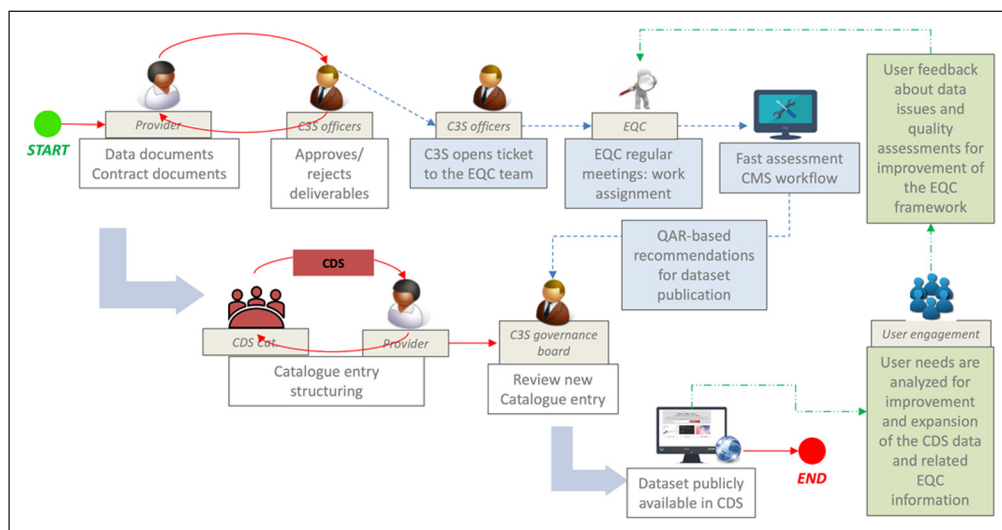 START
Provider
Data documents
Contract documents
C3S officers
Approves/
rejects
deliverables
C3S officers
C3S opens ticket
to the EQC team
EQC
EQC regular
meetings: work
assignment
Fast assessment
CMS workflow
User feedback
about data
issues and
quality
assessments for
improvement of
the EQC
framework
QAR-based
recommendations
for dataset
publication
CDS
CDS Cat.
Provider
Catalogue entry
structuring
C3S governance
board
Review new
Catalogue entry
Dataset publicly
available in CDS
END
User engagement
User needs are
analyzed for
improvement
and expansion
of the CDS data
and related
EQC
information